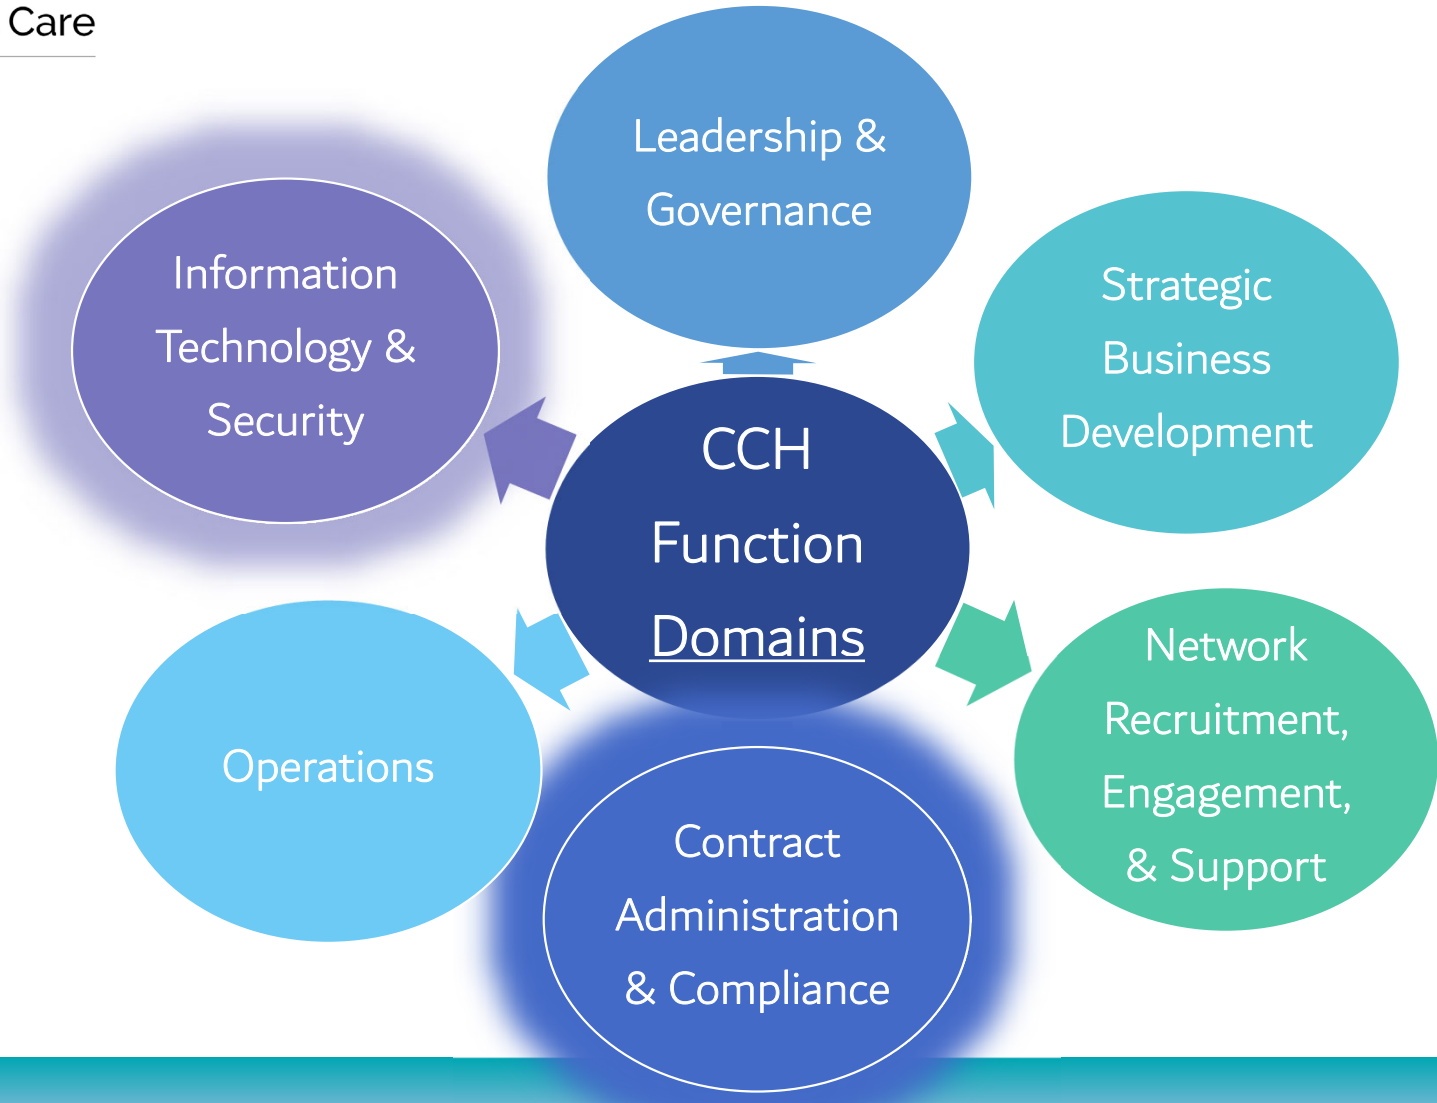 Care
Leadership &
Governance
Information
Technology &
Security
Strategic
Business
Development
CCH
Function
Domains
Operations
Network
Recruitment,
Engagement,
& Support
Contract
Administration
& Compliance